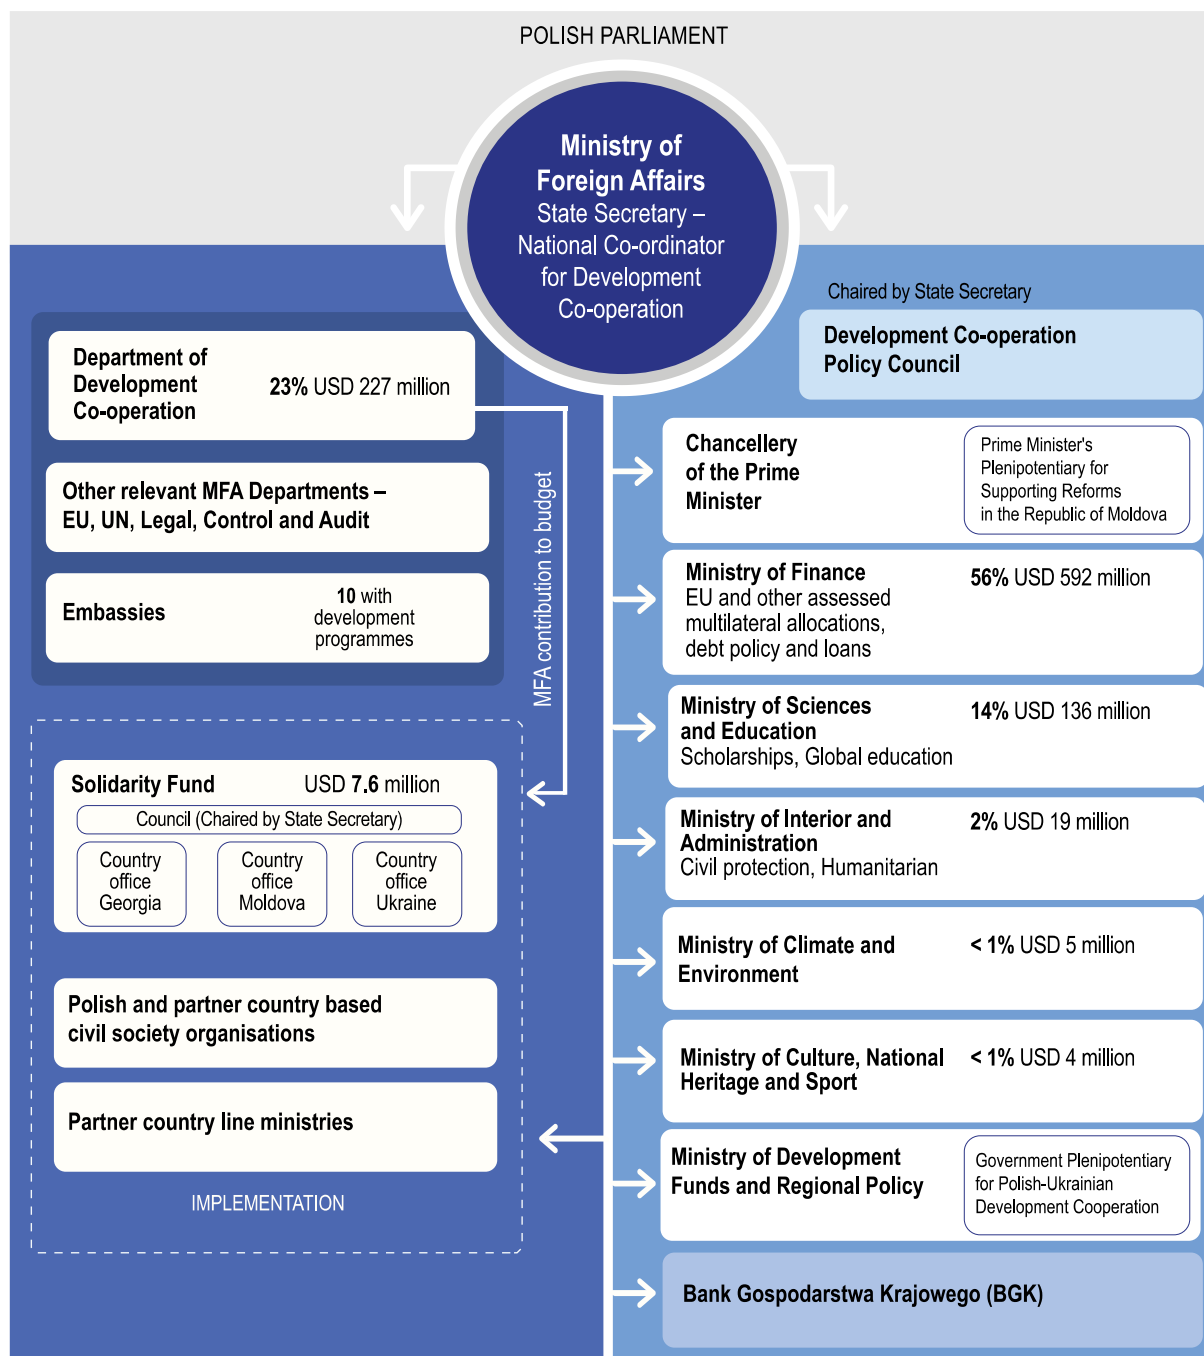 POLISH PARLIAMENT
Ministry of
Foreign Affairs
State Secretary –
National Co-ordinator
for Development
Co-operation
Department of
Development
Co-operation
23% USD 227 million
Other relevant MFA Departments –
EU, UN, Legal, Control and Audit
Embassies
10 with
development
programmes
MFA contribution to budget
Solidarity Fund
USD 7.6 million
Council (Chaired by State Secretary)
Country
office
Georgia
Country
office
Moldova
Country
office
Ukraine
Polish and partner country based
civil society organisations
Partner country line ministries
IMPLEMENTATION
Chaired by State Secretary
Development Co-operation
Policy Council
Chancellery
of the Prime
Minister
Prime Minister's
Plenipotentiary for
Supporting Reforms
in the Republic of Moldova
Ministry of Finance
EU and other assessed
multilateral allocations,
debt policy and loans
56% USD 592 million
Ministry of Sciences
and Education
Scholarships, Global education
14% USD 136 million
Ministry of Interior and
Administration
Civil protection, Humanitarian
2% USD 19 million
Ministry of Climate and
Environment
< 1% USD 5 million
Ministry of Culture, National
Heritage and Sport
< 1% USD 4 million
Ministry of Development
Funds and Regional Policy
Government Plenipotentiary
for Polish-Ukrainian
Development Cooperation
Bank Gospodarstwa Krajowego (BGK)